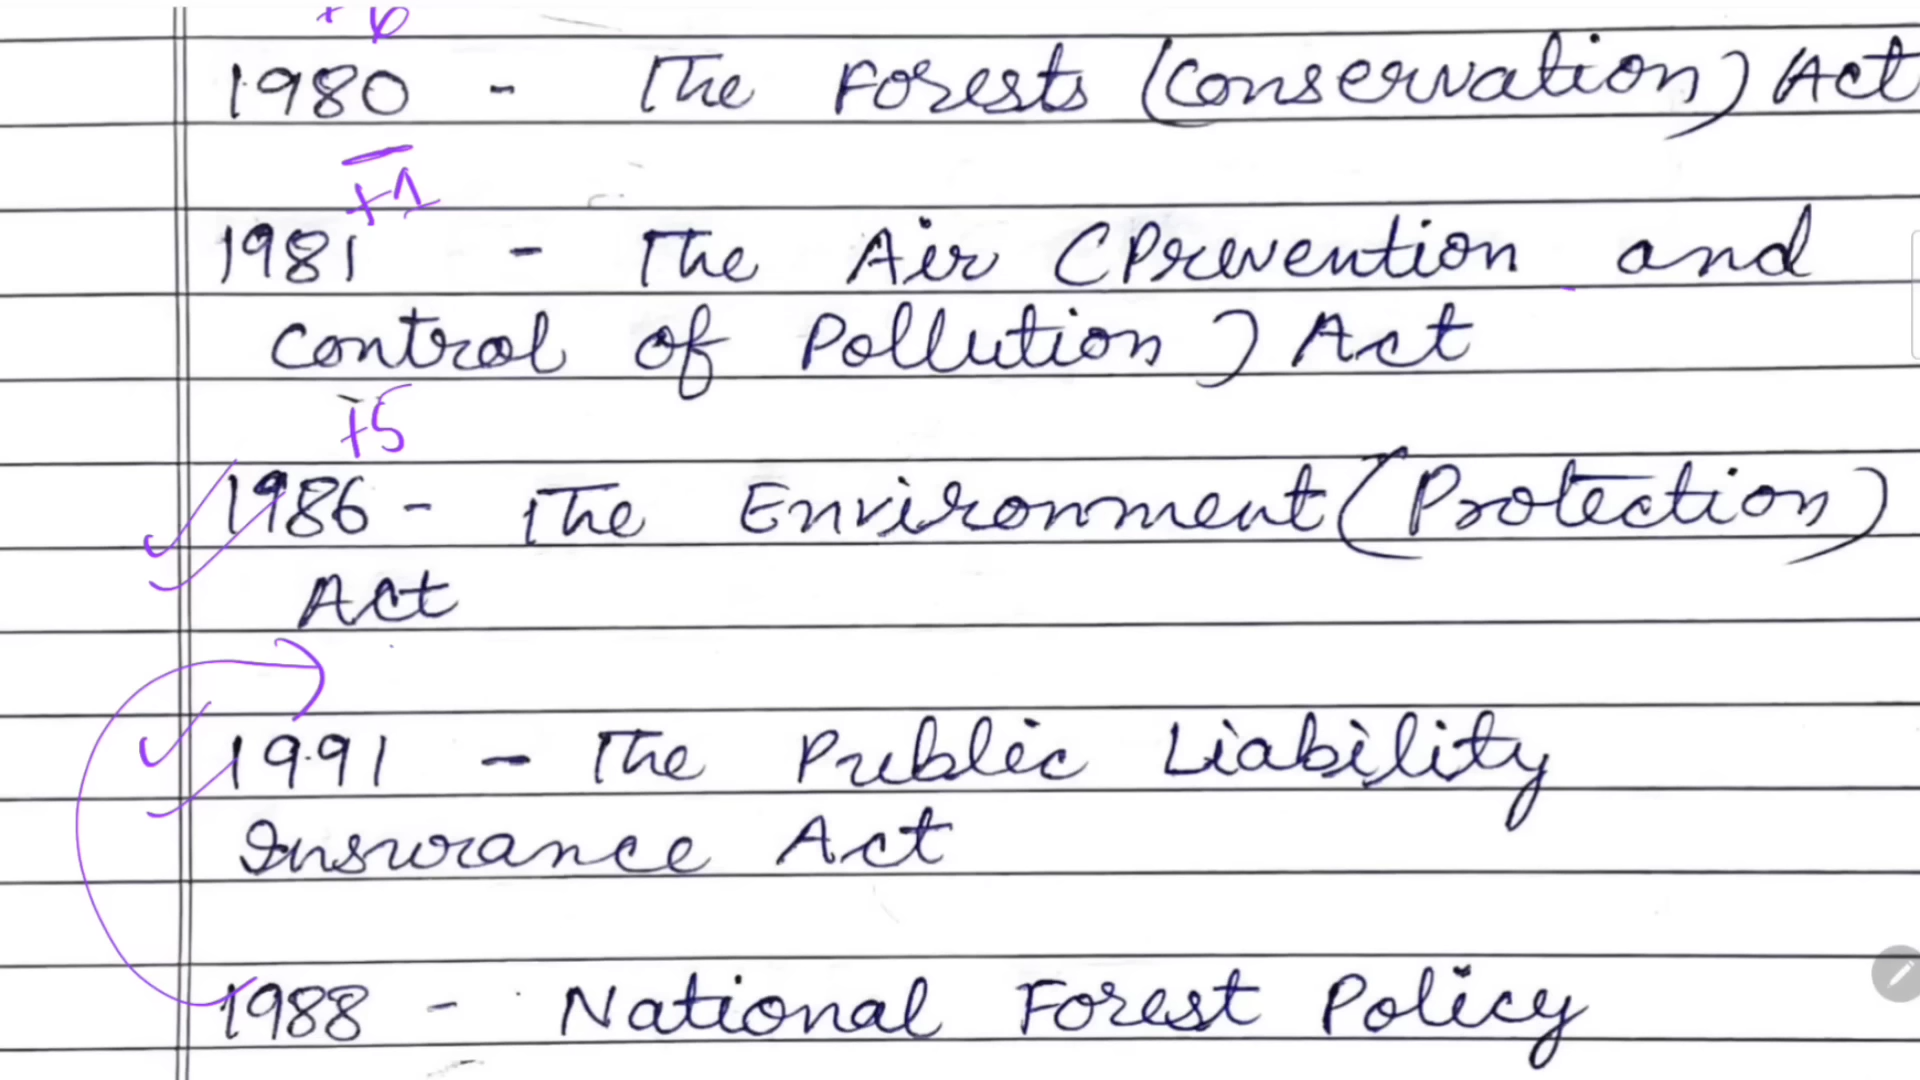 +6
1980 - The Forests (Conservation) Act
+1
1981 - The Air (Prevention and
Control of Pollution) Act
+5
1986 - The Environment (Protection)
Act
1991 - The Public Liability
Insurance Act
1988 - National Forest Policy